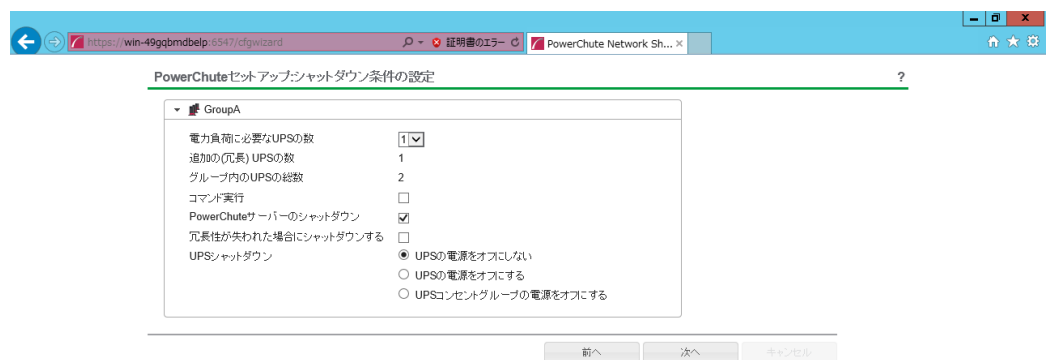 https://win-49gqbmdbelp:6547/cfgwizard 証明書のエラー PowerChute Network Sh...
PowerChuteセットアップ:シャットダウン条件の設定 ?
GroupA
電力負荷に必要なUPSの数 1
追加の(冗長) UPSの数 1
グループ内のUPSの総数 2
コマンド実行
PowerChuteサーバーのシャットダウン
冗長性が失われた場合にシャットダウンする
UPSシャットダウン UPSの電源をオフにしない
UPSの電源をオフにする
UPSコンセントグループの電源をオフにする
前へ 次へ キャンセル